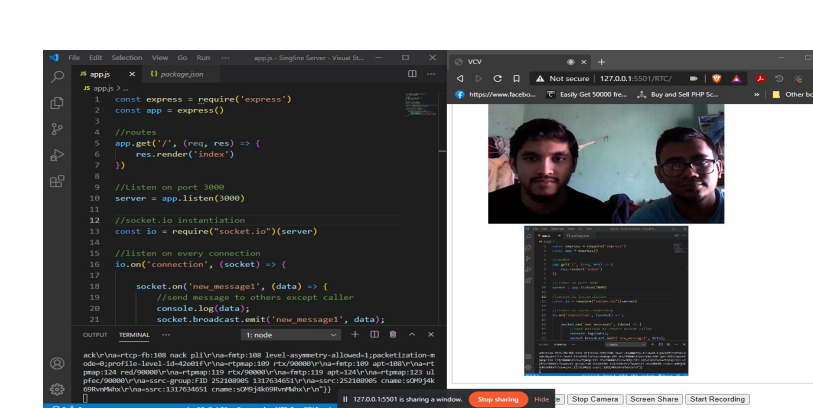 File Edit Selection View Go Run ··· app.js - Singline Server - Visual St...
JS app.js × {} package.json
JS app.js > ...
1 const express = require('express')
2 const app = express()
3
4 //routes
5 app.get('/', (req, res) => {
6 res.render('index')
7 })
8
9 //Listen on port 3000
10 server = app.listen(3000)
11
12 //socket.io instantiation
13 const io = require("socket.io")(server)
14
15 //listen on every connection
16 io.on('connection', (socket) => {
17
18 socket.on('new_message1', (data) => {
19 //send message to others except caller
20 console.log(data);
21 socket.broadcast.emit('new_message1', data);
OUTPUT TERMINAL ··· 1: node
ack\r\na=rtcp-fb:108 nack pli\r\na=fmtp:108 level-asymmetry-allowed=1;packetization-m
ode=0;profile-level-id=42e01f\r\na=rtpmap:109 rtx/90000\r\na=fmtp:109 apt=108\r\na=rt
pmap:124 red/90000\r\na=rtpmap:119 rtx/90000\r\na=fmtp:119 apt=124\r\na=rtpmap:123 ul
pfec/90000\r\na=ssrc-group:FID 252108905 1317634651\r\na=ssrc:252108905 cname:sOM9j4k
69RvnMWhx\r\na=ssrc:1317634651 cname:sOM9j4k69RvnMWhx\r\n"}}
VCV
Not secure 127.0.0.1:5501/RTC/
https://www.facebo... Easily Get 50000 fre... Buy and Sell PHP Sc... » Other bo
127.0.0.1:5501 is sharing a window. Stop sharing Hide
Stop Camera Screen Share Start Recording